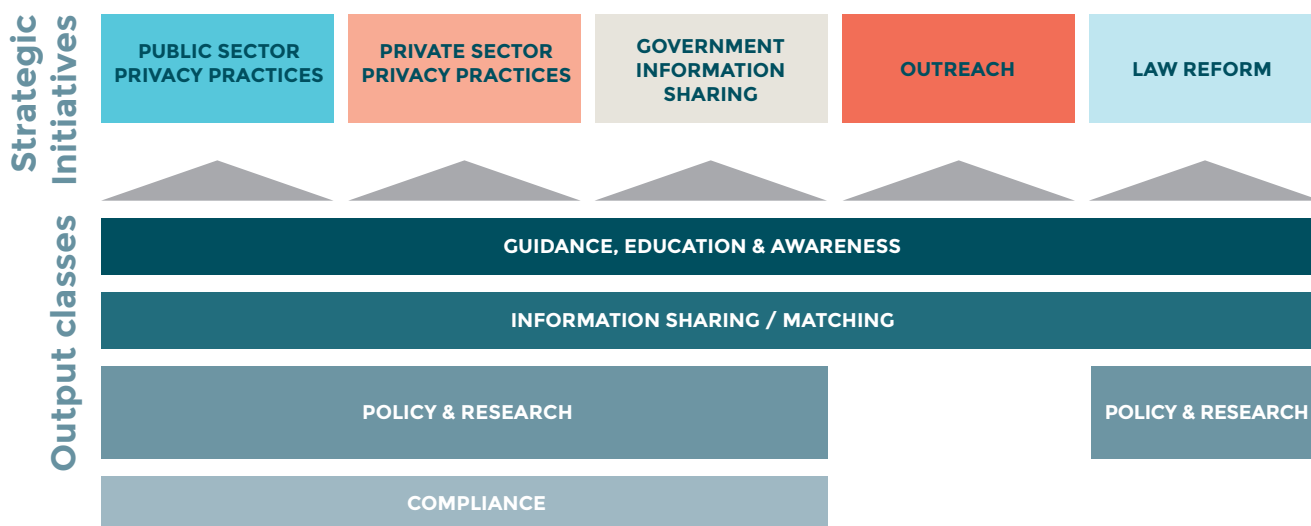 Strategic
Initiatives
PUBLIC SECTOR
PRIVACY PRACTICES
PRIVATE SECTOR
PRIVACY PRACTICES
GOVERNMENT
INFORMATION
SHARING
OUTREACH
LAW REFORM
Output classes
GUIDANCE, EDUCATION & AWARENESS
INFORMATION SHARING / MATCHING
POLICY & RESEARCH
POLICY & RESEARCH
COMPLIANCE